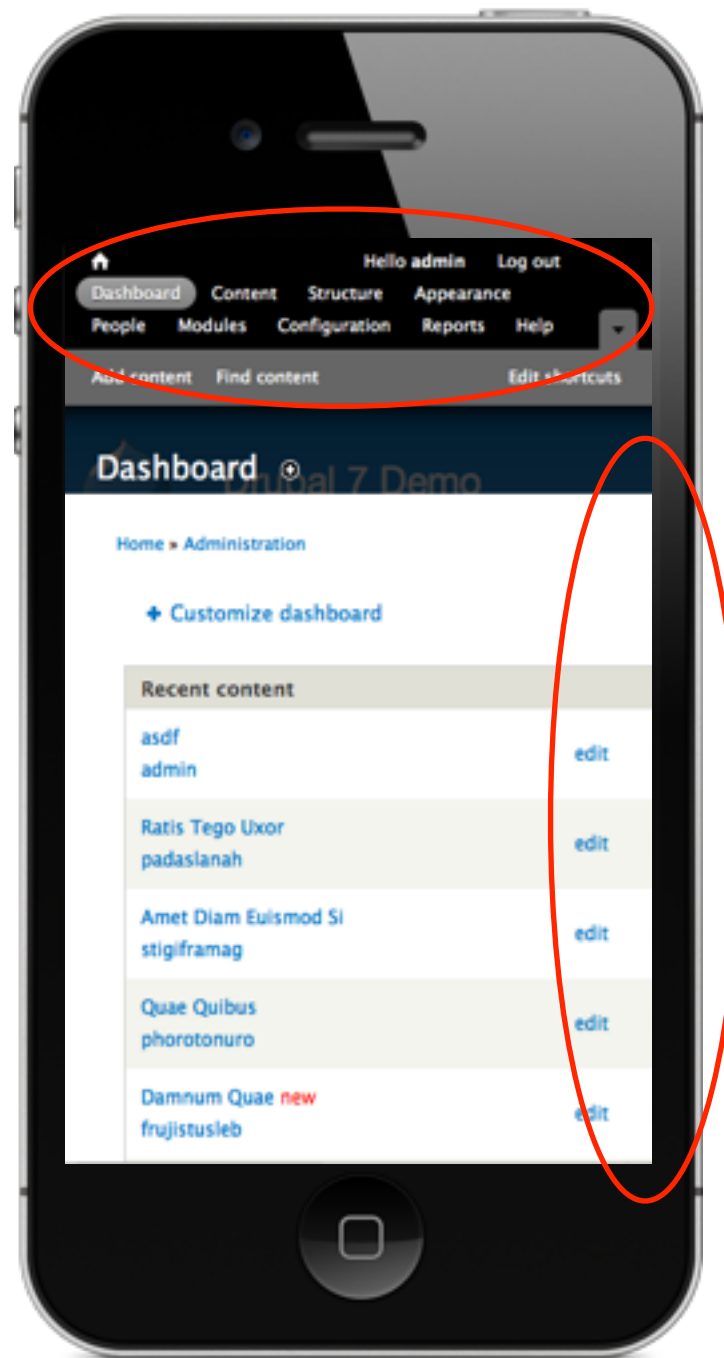 Hello admin Log out
Dashboard Content Structure Appearance
People Modules Configuration Reports Help
Add content Find content Edit shortcuts
Dashboard
Drupal 7 Demo
Home » Administration
+ Customize dashboard
Recent content
asdf
admin
edit
Ratis Tego Uxor
padaslanah
edit
Amet Diam Euismod Si
stigiframag
edit
Quae Quibus
phorotonuro
edit
Damnum Quae new
frujistusleb
edit